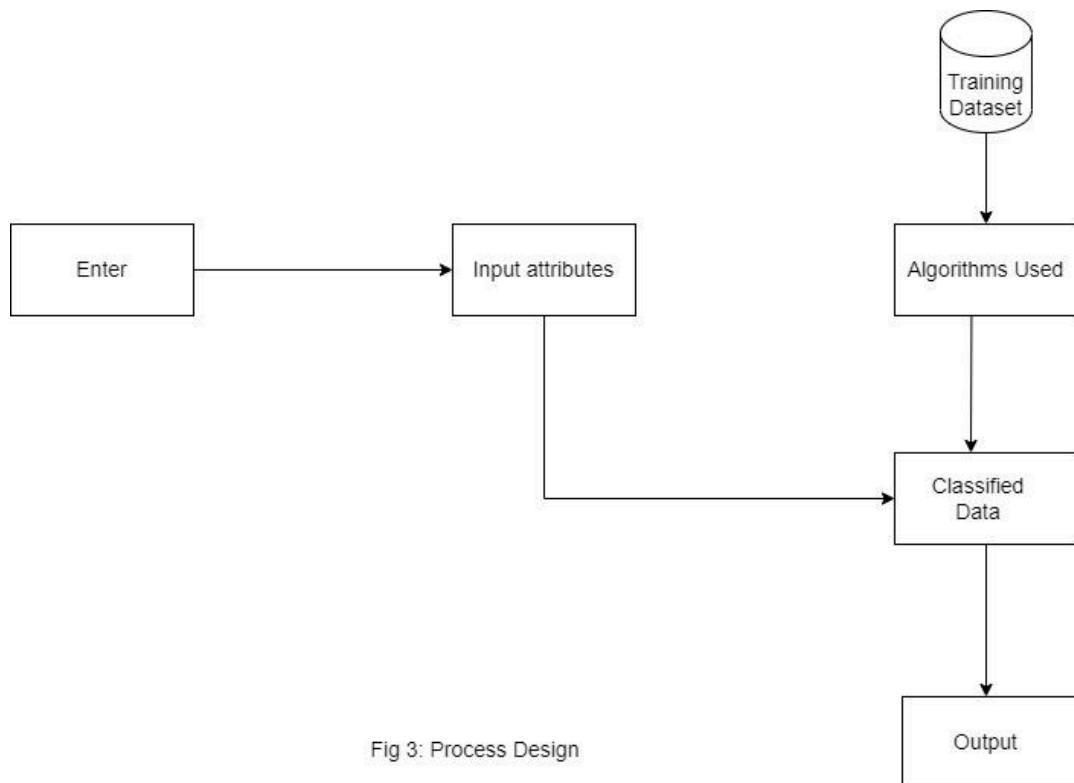 Training
Dataset
Enter
Input attributes
Algorithms Used
Classified
Data
Output
Fig 3: Process Design